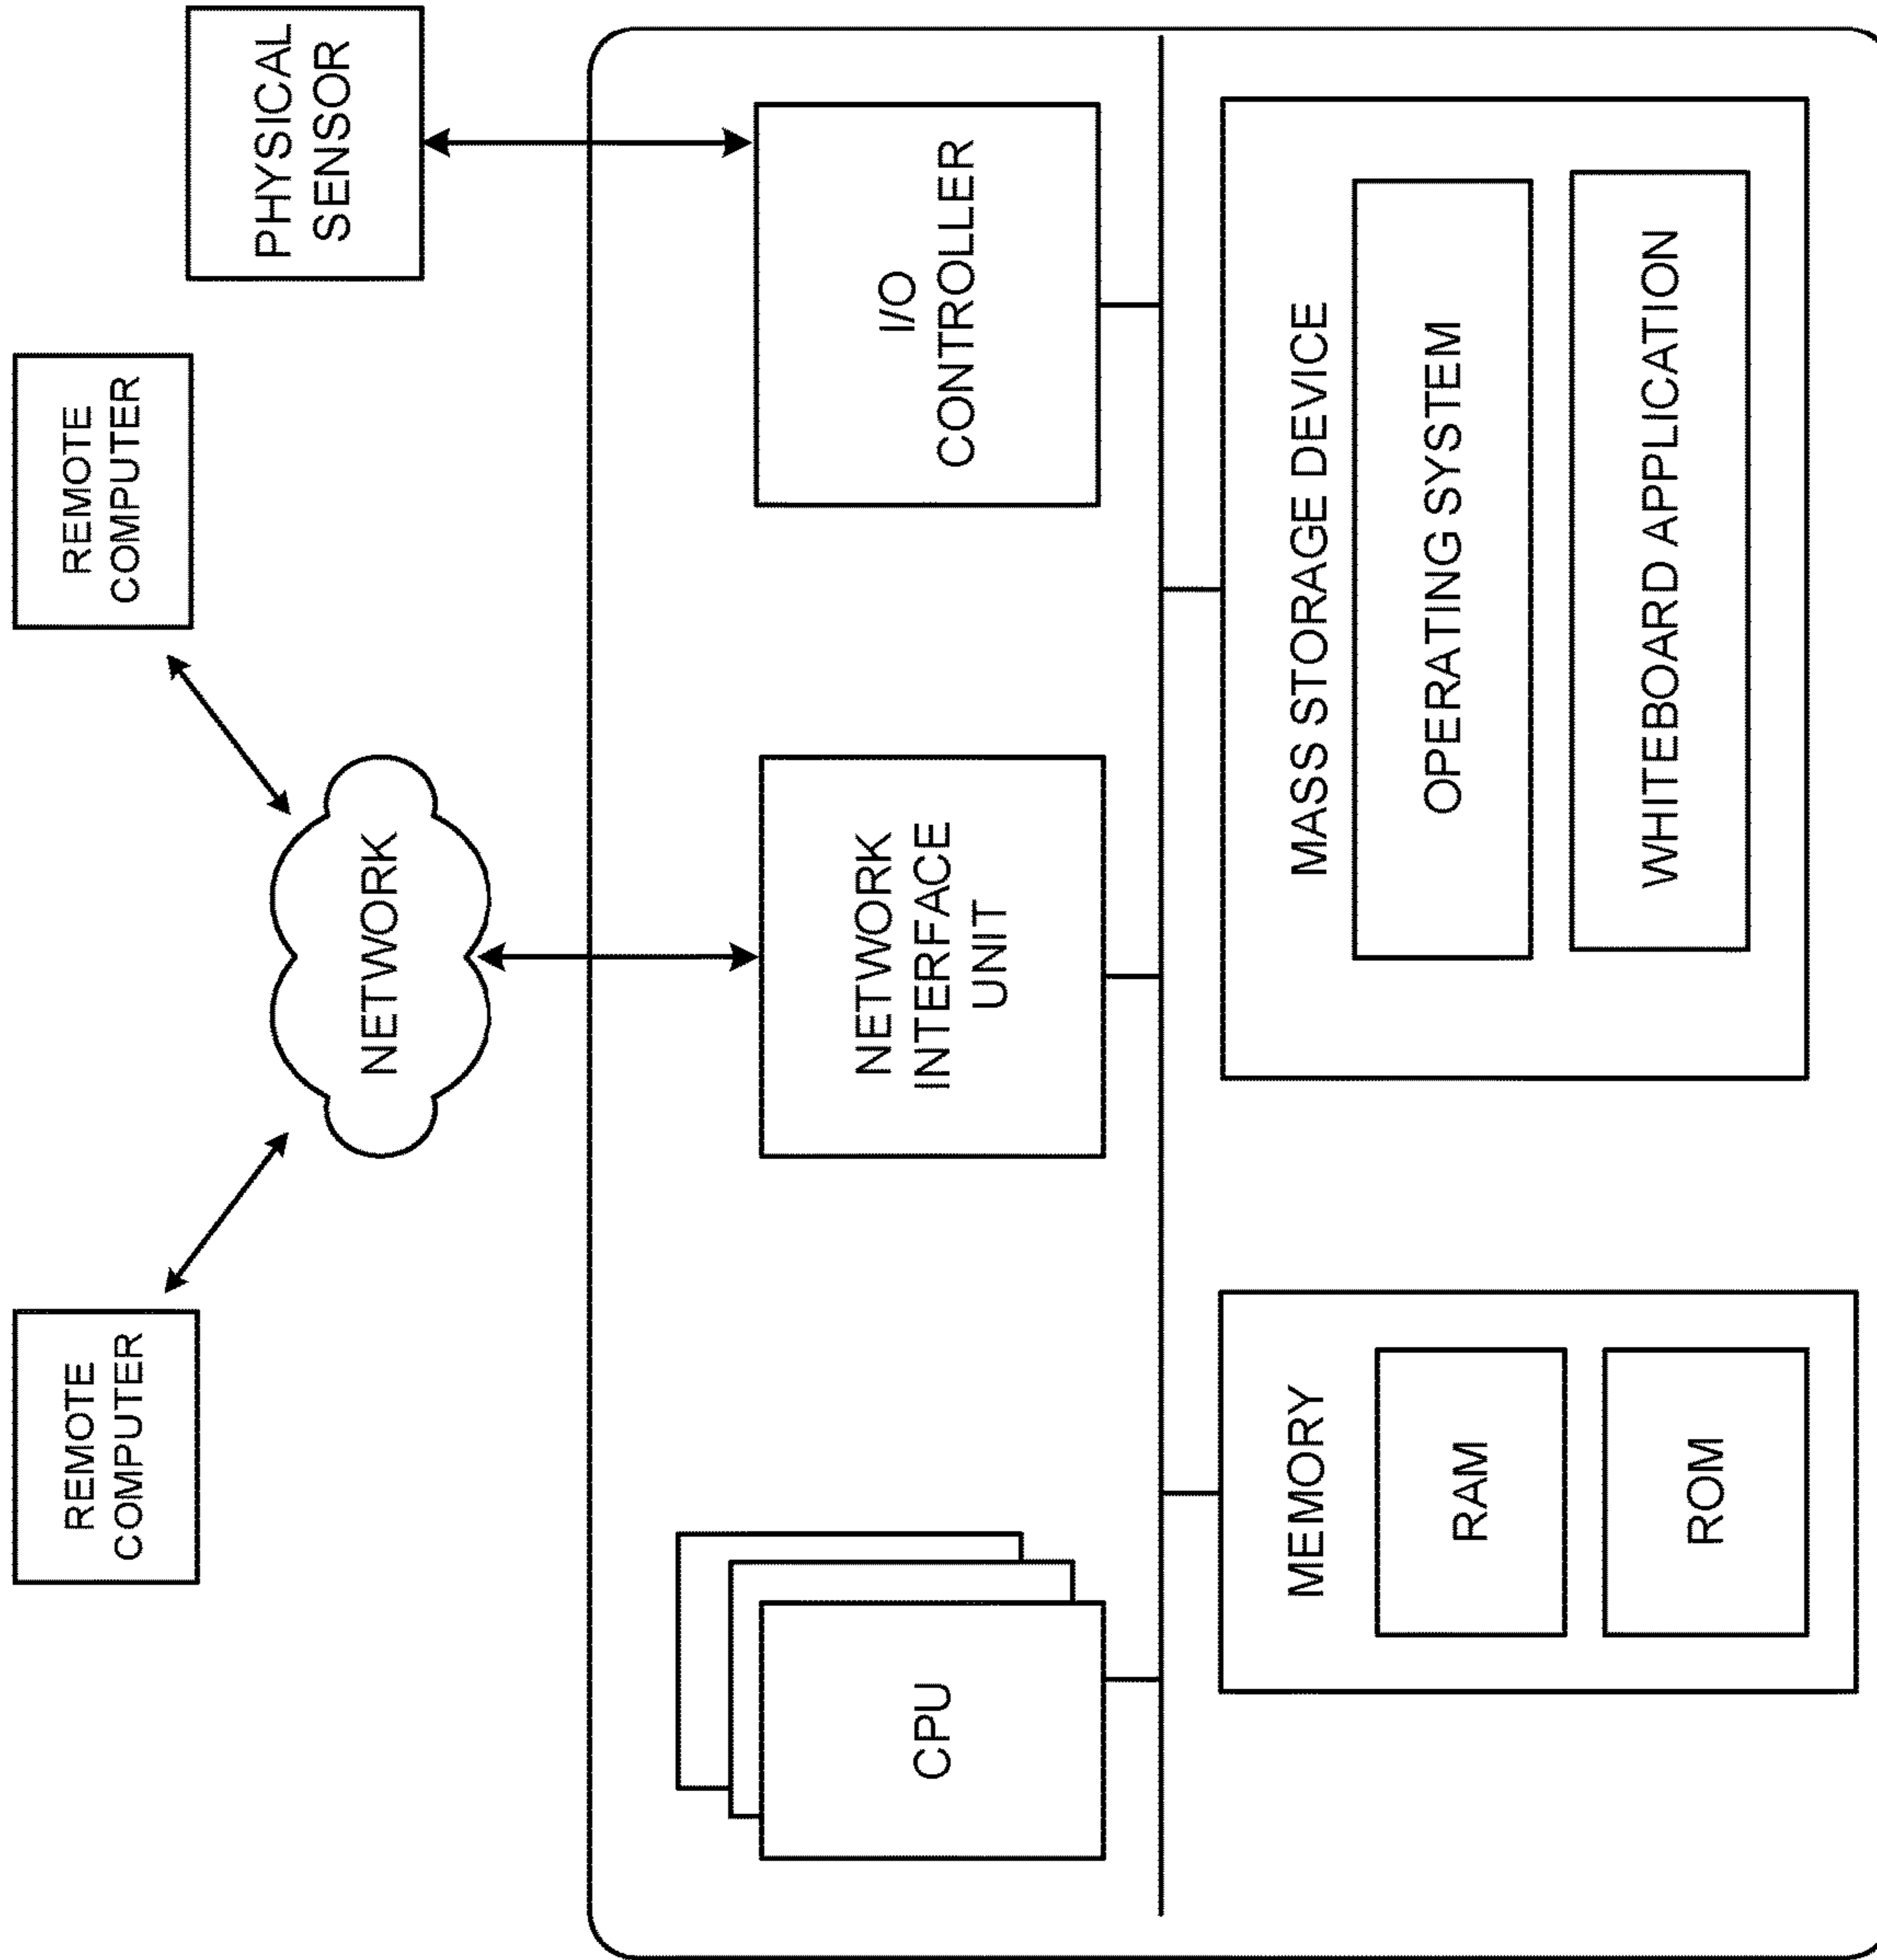 REMOTE
COMPUTER
REMOTE
COMPUTER
PHYSICAL
SENSOR
NETWORK
CPU
NETWORK
INTERFACE
UNIT
I/O
CONTROLLER
MEMORY
RAM
ROM
MASS STORAGE DEVICE
OPERATING SYSTEM
WHITEBOARD APPLICATION